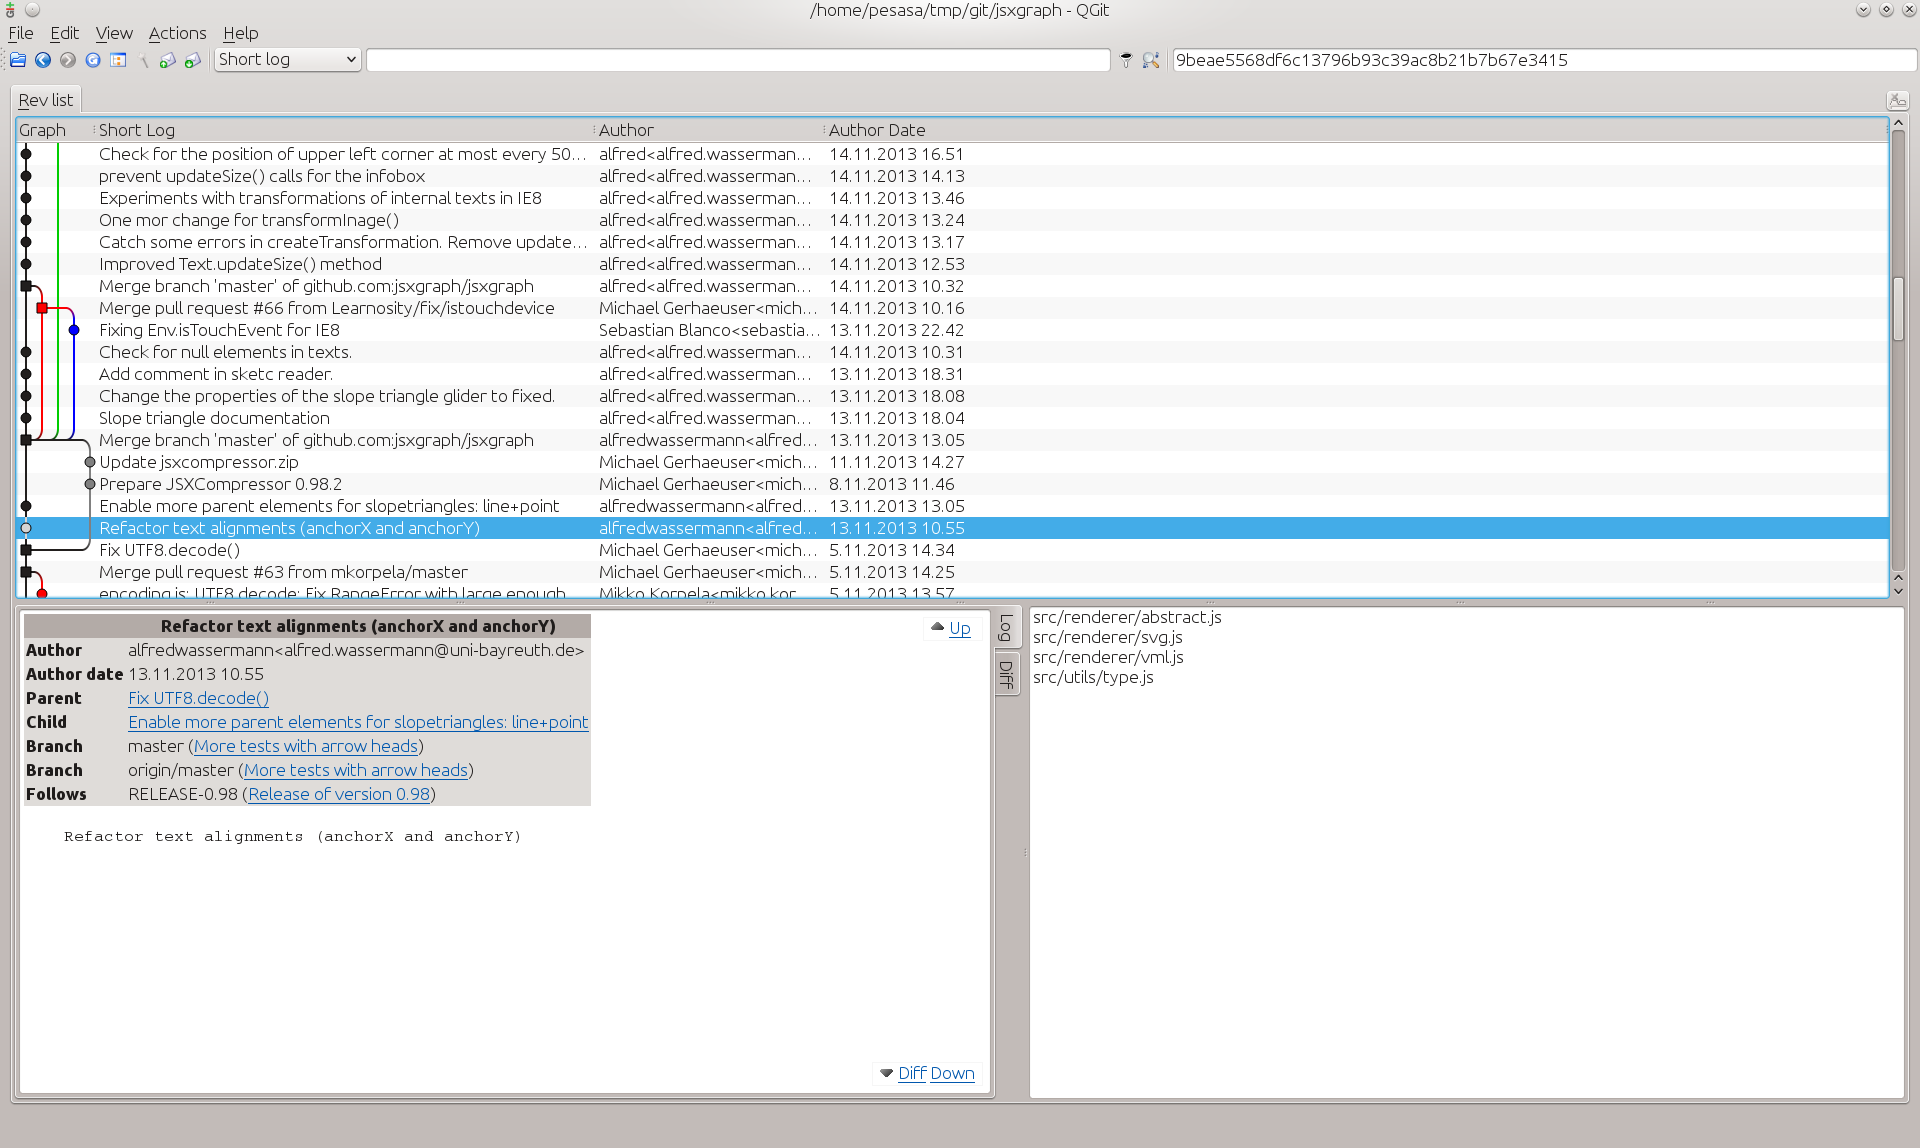 /home/pesasa/tmp/git/jsxgraph - QGit
File Edit View Actions Help
Short log 9beae5568df6c13796b93c39ac8b21b7b67e3415
Rev list
Graph Short Log Author Author Date
Check for the position of upper left corner at most every 50... alfred<alfred.wasserman... 14.11.2013 16.51
prevent updateSize() calls for the infobox alfred<alfred.wasserman... 14.11.2013 14.13
Experiments with transformations of internal texts in IE8 alfred<alfred.wasserman... 14.11.2013 13.46
One mor change for transformInage() alfred<alfred.wasserman... 14.11.2013 13.24
Catch some errors in createTransformation. Remove update... alfred<alfred.wasserman... 14.11.2013 13.17
Improved Text.updateSize() method alfred<alfred.wasserman... 14.11.2013 12.53
Merge branch 'master' of github.com:jsxgraph/jsxgraph alfred<alfred.wasserman... 14.11.2013 10.32
Merge pull request #66 from Learnosity/fix/istouchdevice Michael Gerhaeuser<mich... 14.11.2013 10.16
Fixing Env.isTouchEvent for IE8 Sebastian Blanco<sebastia... 13.11.2013 22.42
Check for null elements in texts. alfred<alfred.wasserman... 14.11.2013 10.31
Add comment in sketc reader. alfred<alfred.wasserman... 13.11.2013 18.31
Change the properties of the slope triangle glider to fixed. alfred<alfred.wasserman... 13.11.2013 18.08
Slope triangle documentation alfred<alfred.wasserman... 13.11.2013 18.04
Merge branch 'master' of github.com:jsxgraph/jsxgraph alfredwassermann<alfred... 13.11.2013 13.05
Update jsxcompressor.zip Michael Gerhaeuser<mich... 11.11.2013 14.27
Prepare JSXCompressor 0.98.2 Michael Gerhaeuser<mich... 8.11.2013 11.46
Enable more parent elements for slopetriangles: line+point alfredwassermann<alfred... 13.11.2013 13.05
Refactor text alignments (anchorX and anchorY) alfredwassermann<alfred... 13.11.2013 10.55
Fix UTF8.decode() Michael Gerhaeuser<mich... 5.11.2013 14.34
Merge pull request #63 from mkorpela/master Michael Gerhaeuser<mich... 5.11.2013 14.25
encoding.js: UTF8.decode: Fix RangeError with large enough Mikko Korpela<mikko.kor 5.11.2013 13.57
Refactor text alignments (anchorX and anchorY)
Author alfredwassermann<alfred.wassermann@uni-bayreuth.de>
Author date 13.11.2013 10.55
Parent Fix UTF8.decode()
Child Enable more parent elements for slopetriangles: line+point
Branch master (More tests with arrow heads)
Branch origin/master (More tests with arrow heads)
Follows RELEASE-0.98 (Release of version 0.98)
Refactor text alignments (anchorX and anchorY)
Up
Diff Down
Log
Diff
src/renderer/abstract.js
src/renderer/svg.js
src/renderer/vml.js
src/utils/type.js